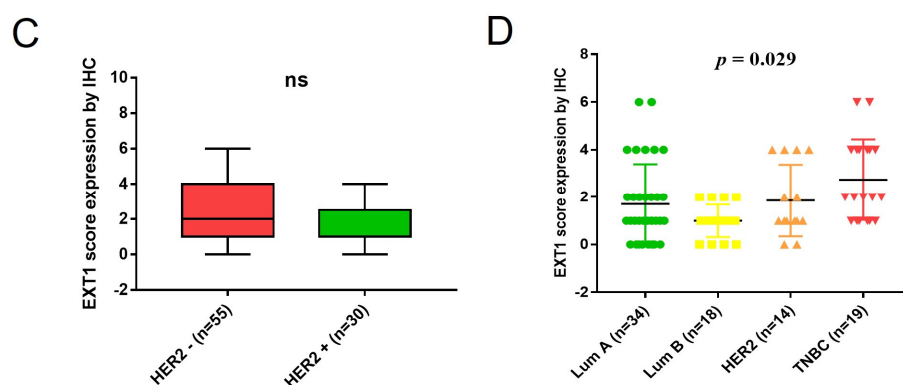 C
EXT1 score expression by IHC
ns
10
8
6
4
2
0
-2
HER2 - (n=55)
HER2 + (n=30)
D
EXT1 score expression by IHC
p = 0.029
8
6
4
2
0
-2
Lum A (n=34)
Lum B (n=18)
HER2 (n=14)
TNBC (n=19)